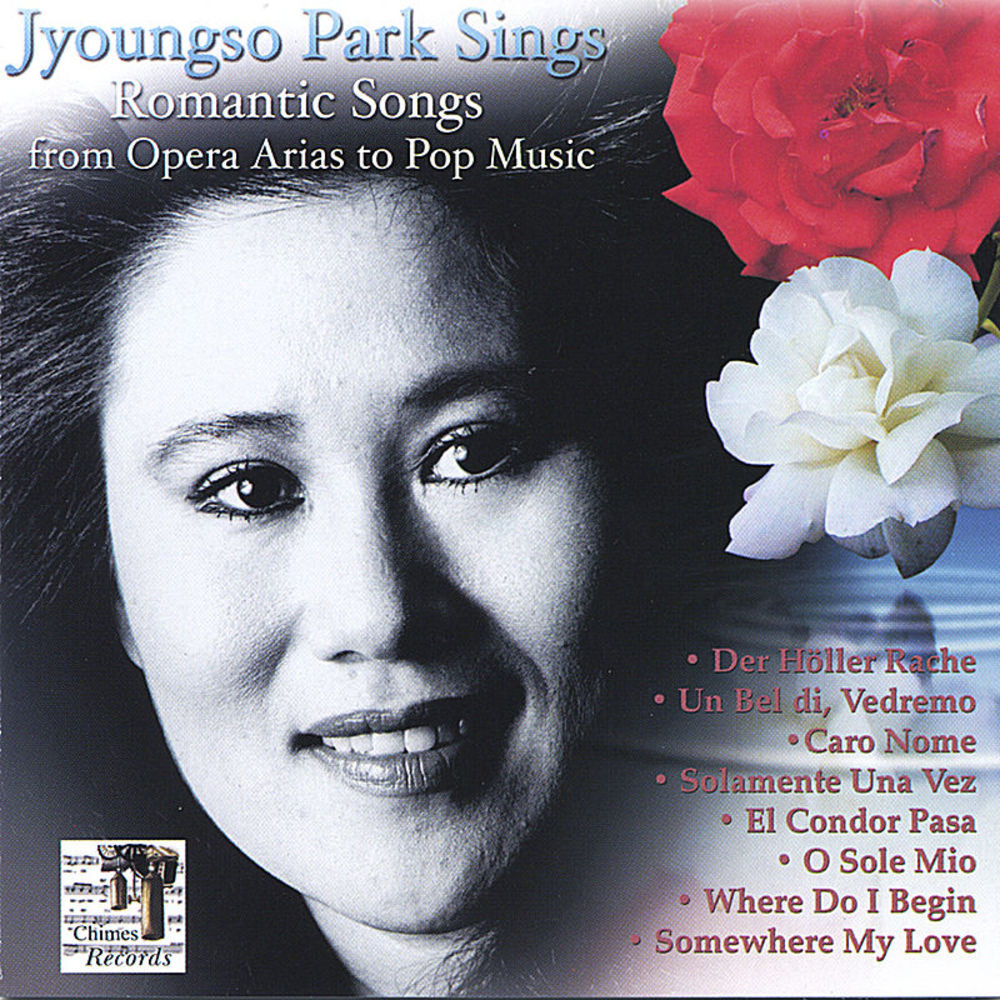 Jyoungso Park Sings
Romantic Songs
from Opera Arias to Pop Music
• Der Höller Rache
• Un Bel di, Vedremo
• Caro Nome
• Solamente Una Vez
• El Condor Pasa
• O Sole Mio
• Where Do I Begin
• Somewhere My Love
Chimes
Records